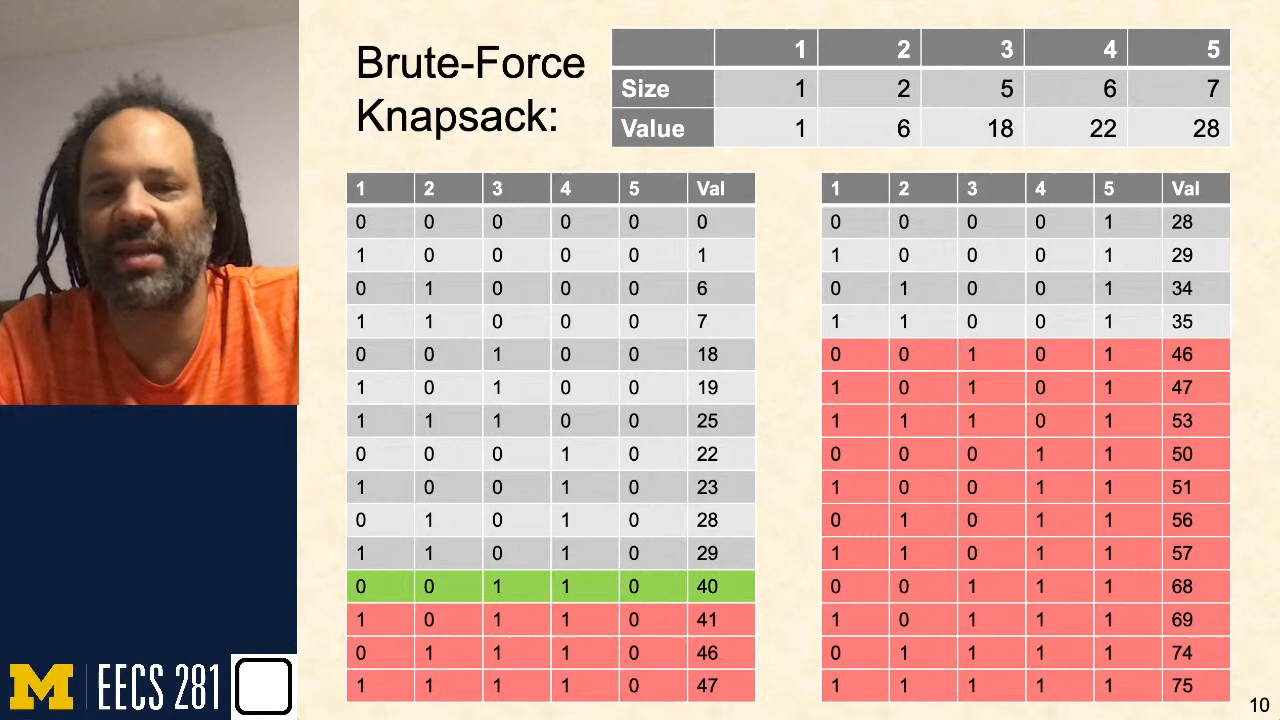 Brute-Force
Knapsack:
1 2 3 4 5
Size 1 2 5 6 7
Value 1 6 18 22 28
1 2 3 4 5 Val
0 0 0 0 0 0
1 0 0 0 0 1
0 1 0 0 0 6
1 1 0 0 0 7
0 0 1 0 0 18
1 0 1 0 0 19
1 1 1 0 0 25
0 0 0 1 0 22
1 0 0 1 0 23
0 1 0 1 0 28
1 1 0 1 0 29
0 0 1 1 0 40
1 0 1 1 0 41
0 1 1 1 0 46
1 1 1 1 0 47
1 2 3 4 5 Val
0 0 0 0 1 28
1 0 0 0 1 29
0 1 0 0 1 34
1 1 0 0 1 35
0 0 1 0 1 46
1 0 1 0 1 47
1 1 1 0 1 53
0 0 0 1 1 50
1 0 0 1 1 51
0 1 0 1 1 56
1 1 0 1 1 57
0 0 1 1 1 68
1 0 1 1 1 69
0 1 1 1 1 74
1 1 1 1 1 75
M EECS 281
10